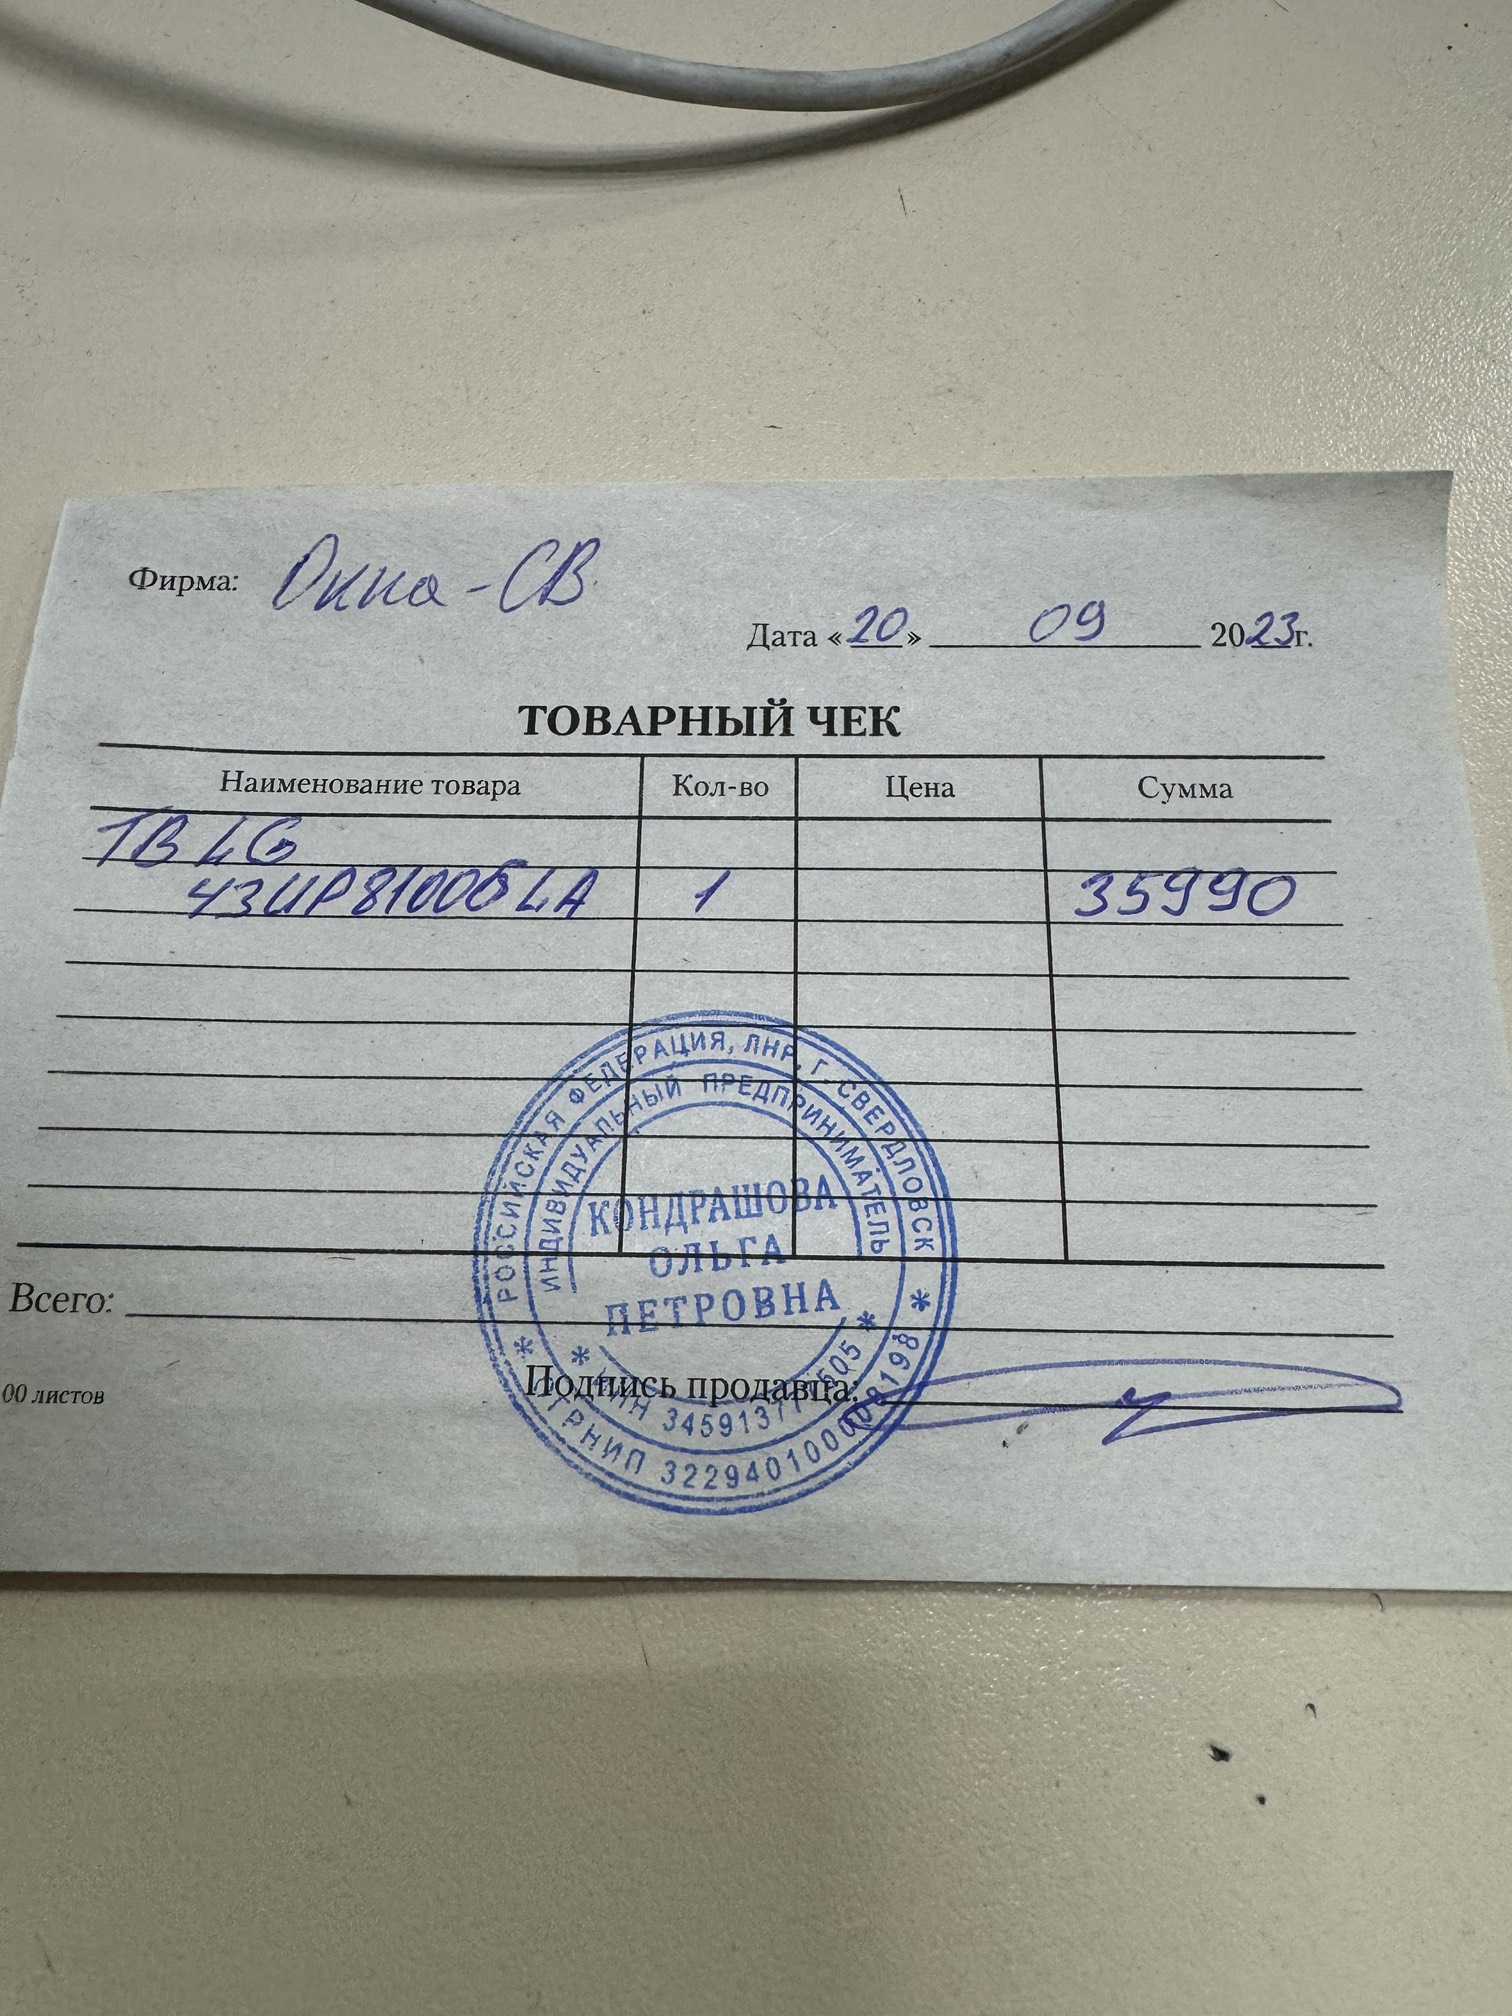 Фирма: Окна-СВ
Дата «20» 09 2023г.
ТОВАРНЫЙ ЧЕК
Наименование товара Кол-во Цена Сумма
ТВ LG
43UP81006LA 1 35990
РОССИЙСКАЯ ФЕДЕРАЦИЯ, ЛНР, Г. СВЕРДЛОВСК
ИНДИВИДУАЛЬНЫЙ ПРЕДПРИНИМАТЕЛЬ
КОНДРАШОВА
ОЛЬГА
ПЕТРОВНА
Всего:
Подпись продавца:
00 листов